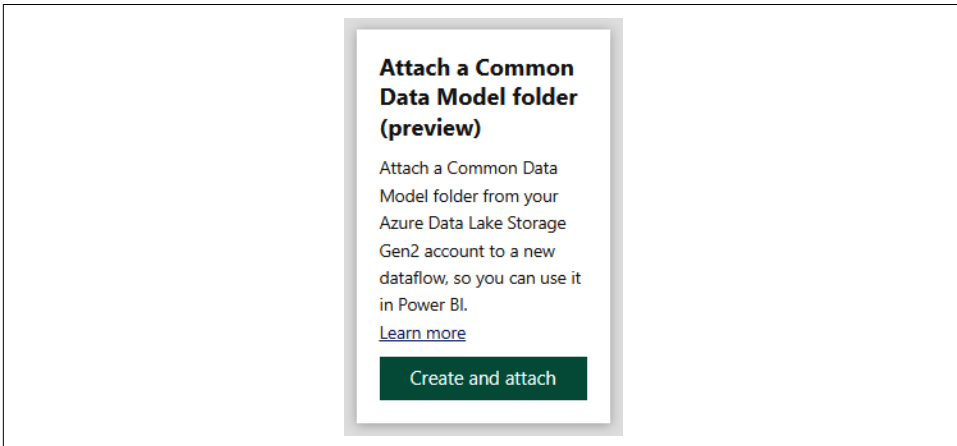 Attach a Common
Data Model folder
(preview)
Attach a Common Data
Model folder from your
Azure Data Lake Storage
Gen2 account to a new
dataflow, so you can use it
in Power BI.
Learn more
Create and attach